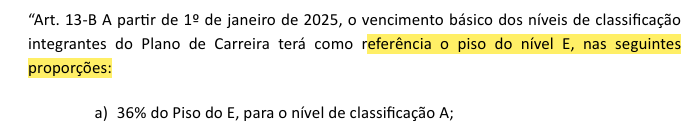 “Art. 13-B A partir de 1º de janeiro de 2025, o vencimento básico dos níveis de classificação
integrantes do Plano de Carreira terá como referência o piso do nível E, nas seguintes
proporções:
a) 36% do Piso do E, para o nível de classificação A;